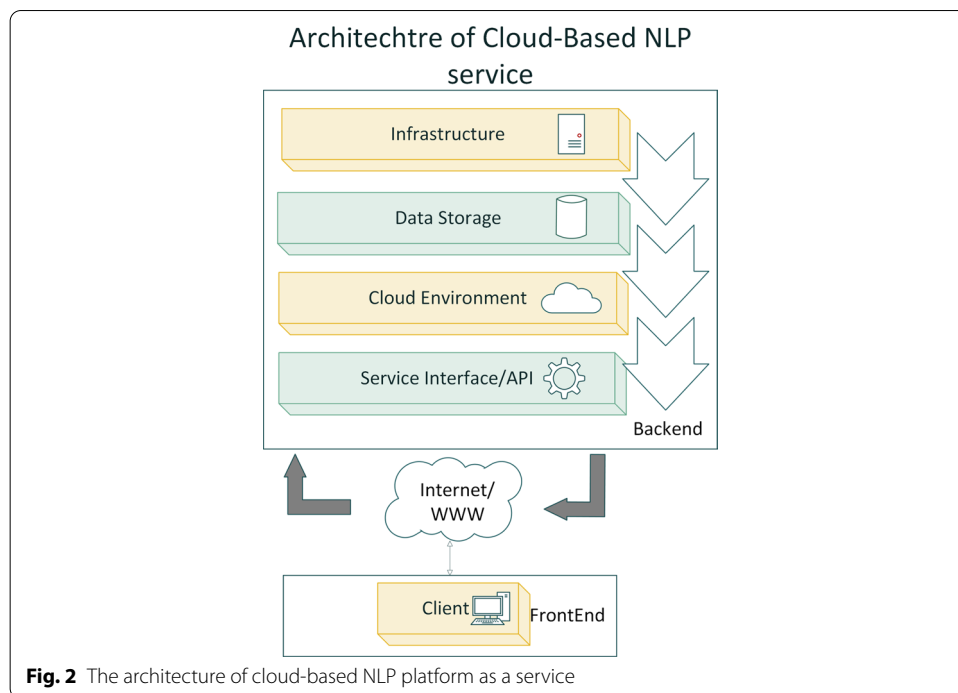 Architechtre of Cloud-Based NLP
service
Infrastructure
Data Storage
Cloud Environment
Service Interface/API
Backend
Internet/
WWW
Client
FrontEnd
Fig. 2 The architecture of cloud-based NLP platform as a service